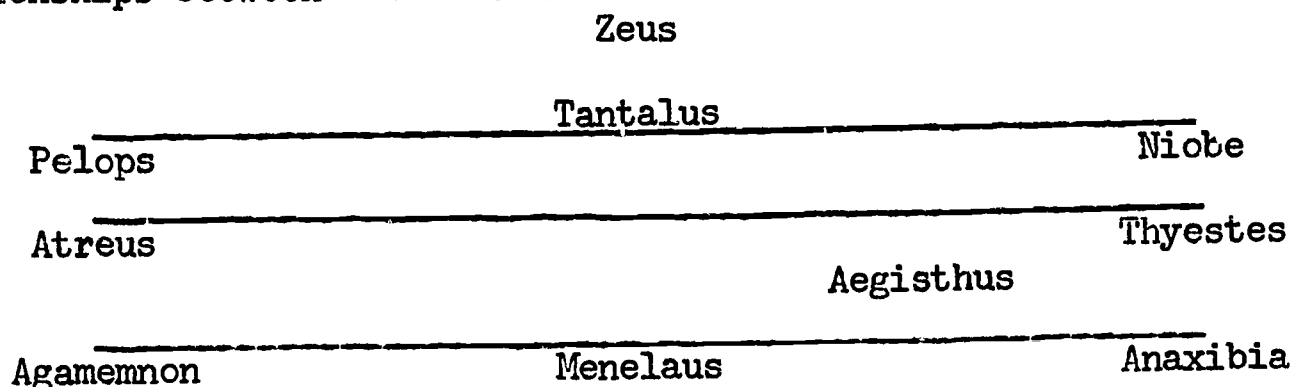 Zeus
Tantalus
Pelops Niobe
Atreus Thyestes
Aegisthus
Agamemnon Menelaus Anaxibia